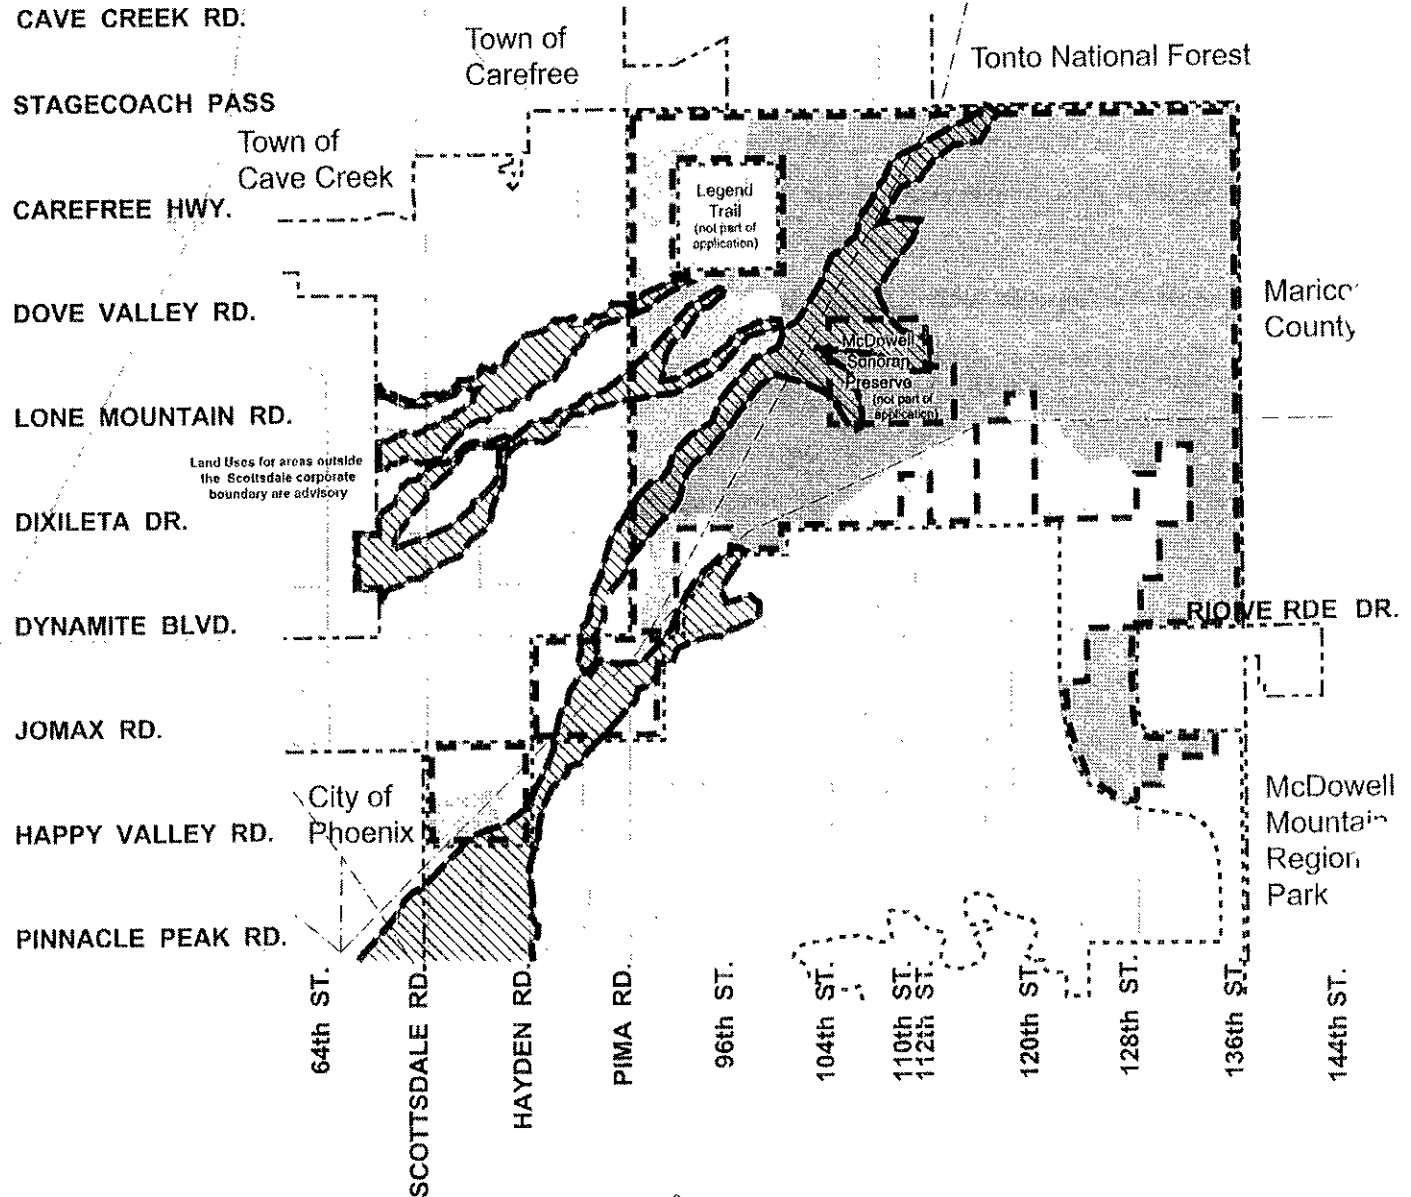 CAVE CREEK RD.
Town of
Carefree
Tonto National Forest
STAGECOACH PASS
Town of
Cave Creek
Legend
Trail
(not part of
application)
CAREFREE HWY.
DOVE VALLEY RD.
County
McDowell
Sonoran
Preserve
(not part of
application)
LONE MOUNTAIN RD.
Land Uses for areas outside
the Scottsdale corporate
boundary are advisory
DIXILETA DR.
DYNAMITE BLVD.
RIOVERDE DR.
JOMAX RD.
City of
Phoenix
HAPPY VALLEY RD.
McDowell
Mountain
Region
Park
PINNACLE PEAK RD.
64th ST.
SCOTTSDALE RD.
HAYDEN RD.
PIMA RD.
96th ST.
104th ST.
110th ST.
112th ST.
120th ST.
128th ST.
136th ST.
144th ST.